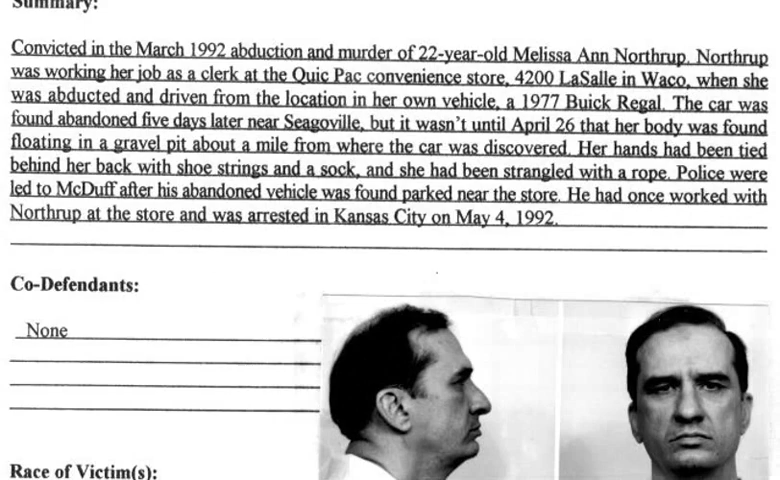 Summary:
Convicted in the March 1992 abduction and murder of 22-year-old Melissa Ann Northrup. Northrup
was working her job as a clerk at the Quic Pac convenience store, 4200 LaSalle in Waco, when she
was abducted and driven from the location in her own vehicle, a 1977 Buick Regal. The car was
found abandoned five days later near Seagoville, but it wasn't until April 26 that her body was found
floating in a gravel pit about a mile from where the car was discovered. Her hands had been tied
behind her back with shoe strings and a sock, and she had been strangled with a rope. Police were
led to McDuff after his abandoned vehicle was found parked near the store. He had once worked with
Northrup at the store and was arrested in Kansas City on May 4, 1992.
Co-Defendants:
None
Race of Victim(s):